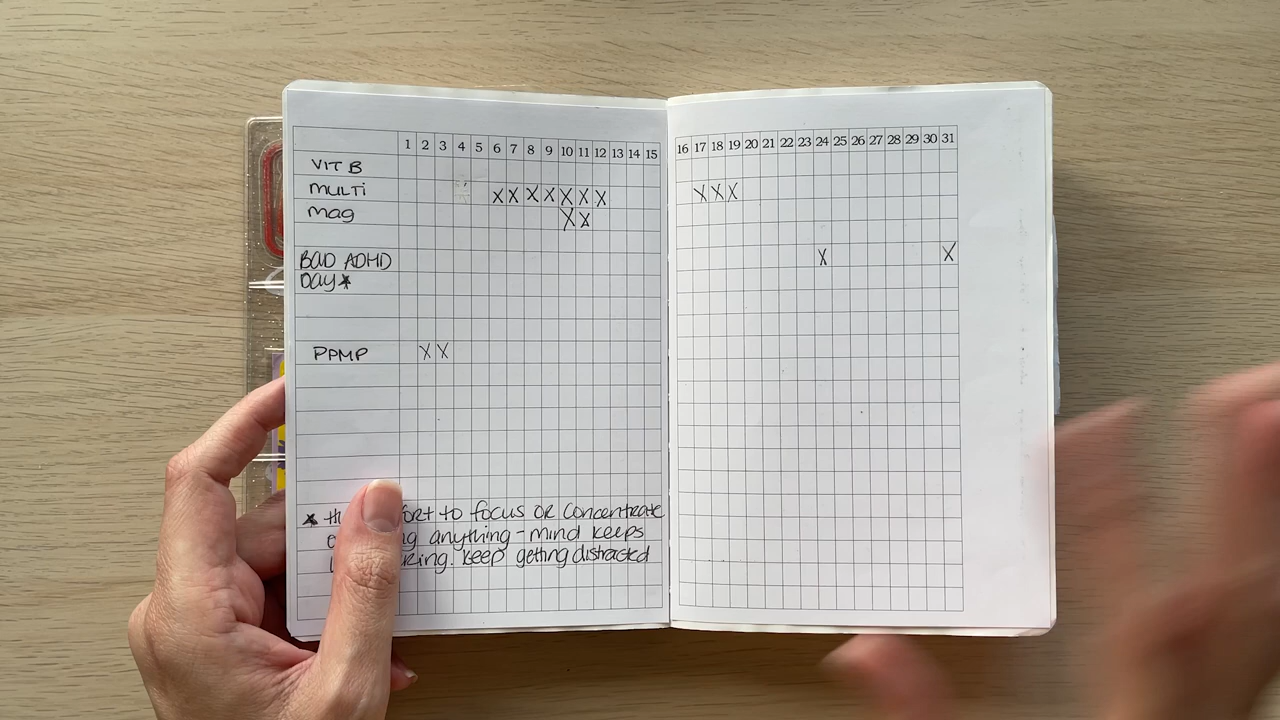 1 2 3 4 5 6 7 8 9 10 11 12 13 14 15
VIT B
MULTI X X X X X X X
mag X X
BAD ADHD
DAY*
PPMP X X
* ORT TO FOCUS OR CONCENTRATE
anything - mind keeps
keep getting distracted
16 17 18 19 20 21 22 23 24 25 26 27 28 29 30 31
X X X
X X